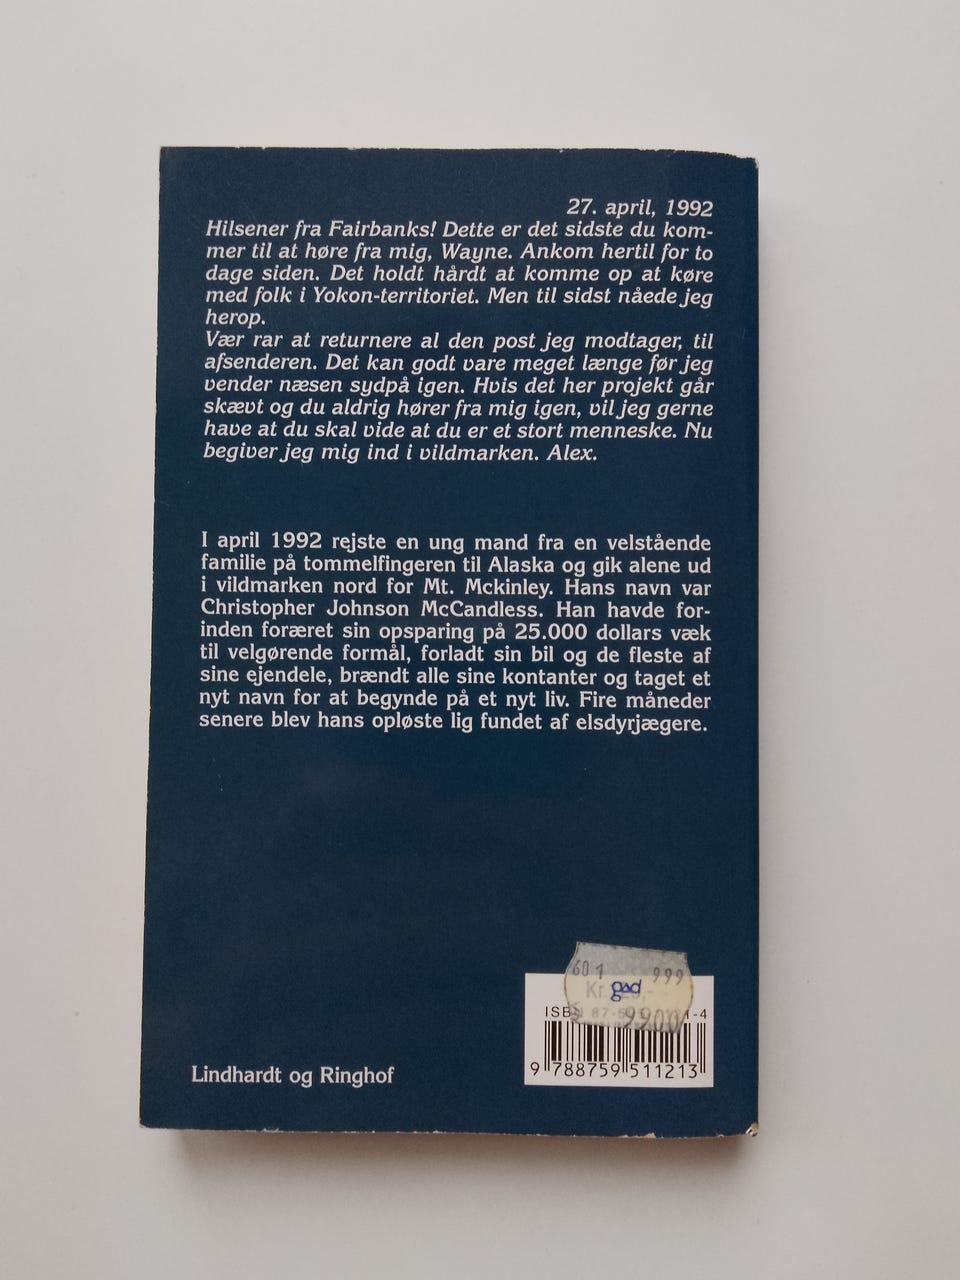 27. april, 1992
Hilsener fra Fairbanks! Dette er det sidste du kom-
mer til at høre fra mig, Wayne. Ankom hertil for to
dage siden. Det holdt hårdt at komme op at køre
med folk i Yokon-territoriet. Men til sidst nåede jeg
herop.
Vær rar at returnere al den post jeg modtager, til
afsenderen. Det kan godt vare meget længe før jeg
vender næsen sydpå igen. Hvis det her projekt går
skævt og du aldrig hører fra mig igen, vil jeg gerne
have at du skal vide at du er et stort menneske. Nu
begiver jeg mig ind i vildmarken. Alex.
I april 1992 rejste en ung mand fra en velstående
familie på tommelfingeren til Alaska og gik alene ud
i vildmarken nord for Mt. Mckinley. Hans navn var
Christopher Johnson McCandless. Han havde for-
inden foræret sin opsparing på 25.000 dollars væk
til velgørende formål, forladt sin bil og de fleste af
sine ejendele, brændt alle sine kontanter og taget et
nyt navn for at begynde på et nyt liv. Fire måneder
senere blev hans opløste lig fundet af elsdyrjægere.
601 999
Kr. gad
ISBN 87- 1-4
9900
9 788759 511213
Lindhardt og Ringhof